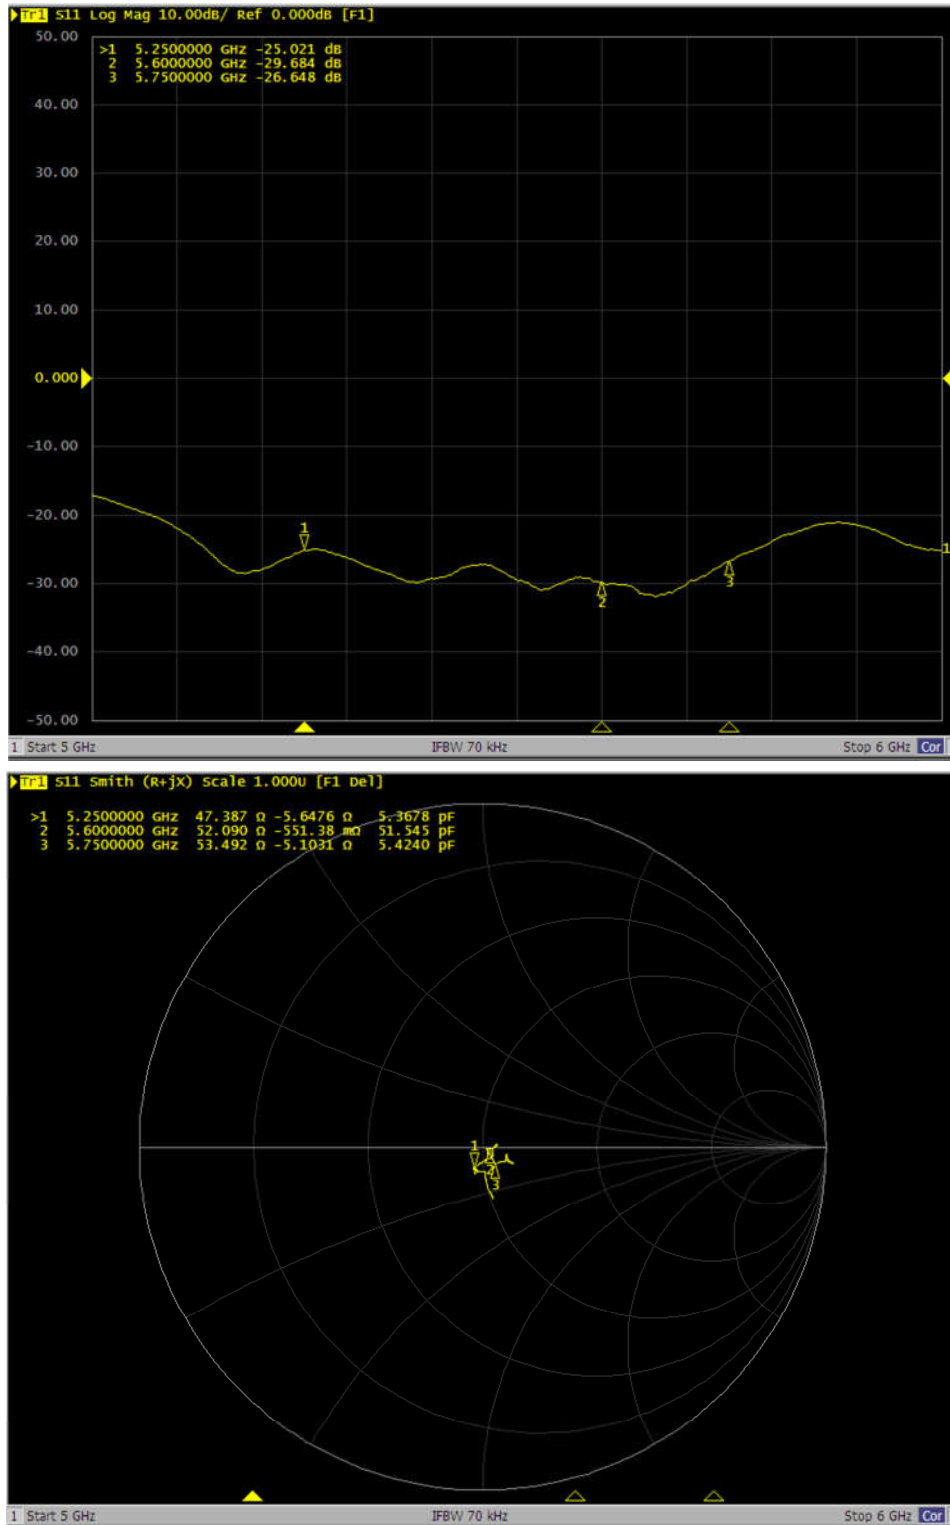 Tr1 S11 Log Mag 10.00dB/ Ref 0.000dB [F1]
50.00
>1 5.2500000 GHz -25.021 dB
2 5.6000000 GHz -29.684 dB
3 5.7500000 GHz -26.648 dB
40.00
30.00
20.00
10.00
0.000
-10.00
-20.00
1
1
2
3
-30.00
-40.00
-50.00
1 Start 5 GHz IFBW 70 kHz Stop 6 GHz Cor
Tr1 S11 Smith (R+jX) Scale 1.000U [F1 Del]
>1 5.2500000 GHz 47.387 Ω -5.6476 Ω 5.3678 pF
2 5.6000000 GHz 52.090 Ω -551.38 mΩ 51.545 pF
3 5.7500000 GHz 53.492 Ω -5.1031 Ω 5.4240 pF
1
3
1 Start 5 GHz IFBW 70 kHz Stop 6 GHz Cor